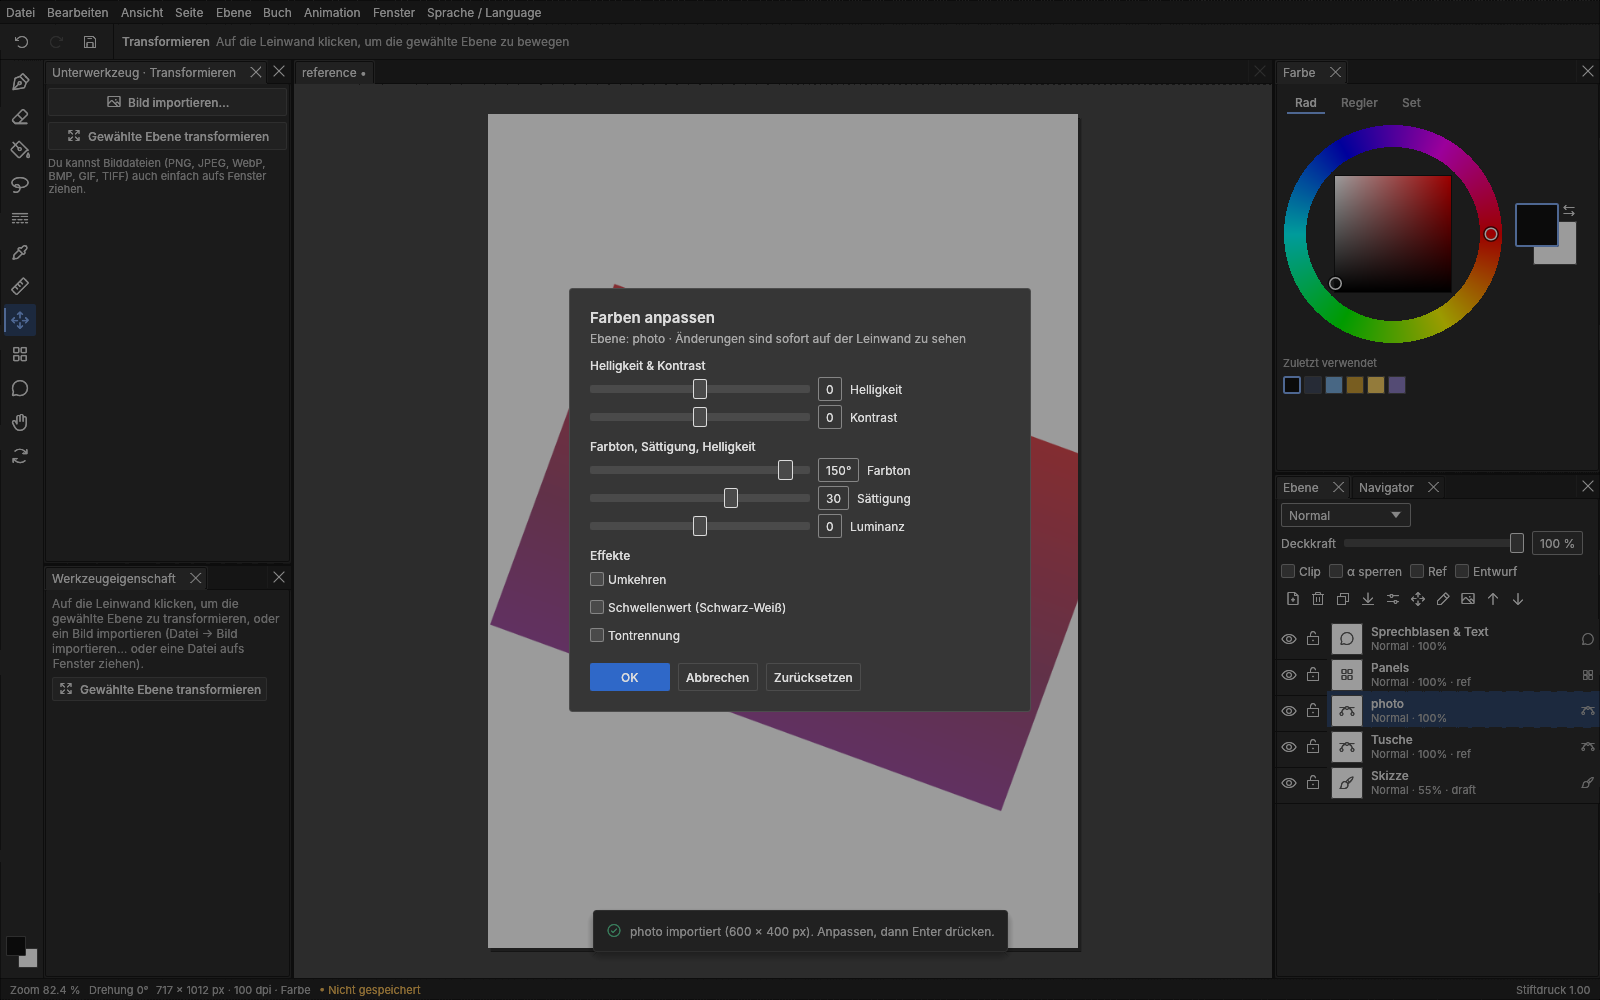 Datei Bearbeiten Ansicht Seite Ebene Buch Animation Fenster Sprache / Language
Transformieren Auf die Leinwand klicken, um die gewählte Ebene zu bewegen
Unterwerkzeug · Transformieren
Bild importieren...
Gewählte Ebene transformieren
Du kannst Bilddateien (PNG, JPEG, WebP,
BMP, GIF, TIFF) auch einfach aufs Fenster
ziehen.
Werkzeugeigenschaft
Auf die Leinwand klicken, um die
gewählte Ebene zu transformieren, oder
ein Bild importieren (Datei → Bild
importieren... oder eine Datei aufs
Fenster ziehen).
Gewählte Ebene transformieren
reference •
Farben anpassen
Ebene: photo · Änderungen sind sofort auf der Leinwand zu sehen
Helligkeit & Kontrast
0 Helligkeit
0 Kontrast
Farbton, Sättigung, Helligkeit
150° Farbton
30 Sättigung
0 Luminanz
Effekte
Umkehren
Schwellenwert (Schwarz-Weiß)
Tontrennung
OK Abbrechen Zurücksetzen
photo importiert (600 × 400 px). Anpassen, dann Enter drücken.
Farbe
Rad Regler Set
Zuletzt verwendet
Ebene Navigator
Normal
Deckkraft 100 %
Clip α sperren Ref Entwurf
Sprechblasen & Text
Normal · 100%
Panels
Normal · 100% · ref
photo
Normal · 100%
Tusche
Normal · 100% · ref
Skizze
Normal · 55% · draft
Zoom 82.4 % Drehung 0° 717 × 1012 px · 100 dpi · Farbe • Nicht gespeichert
Stiftdruck 1.00